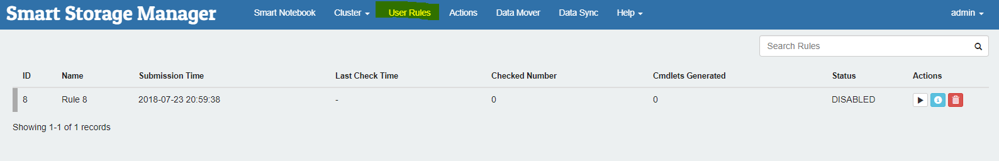 Smart Storage Manager Smart Notebook Cluster User Rules Actions Data Mover Data Sync Help admin
Search Rules
ID Name Submission Time Last Check Time Checked Number Cmdlets Generated Status Actions
8 Rule 8 2018-07-23 20:59:38 - 0 0 DISABLED
Showing 1-1 of 1 records